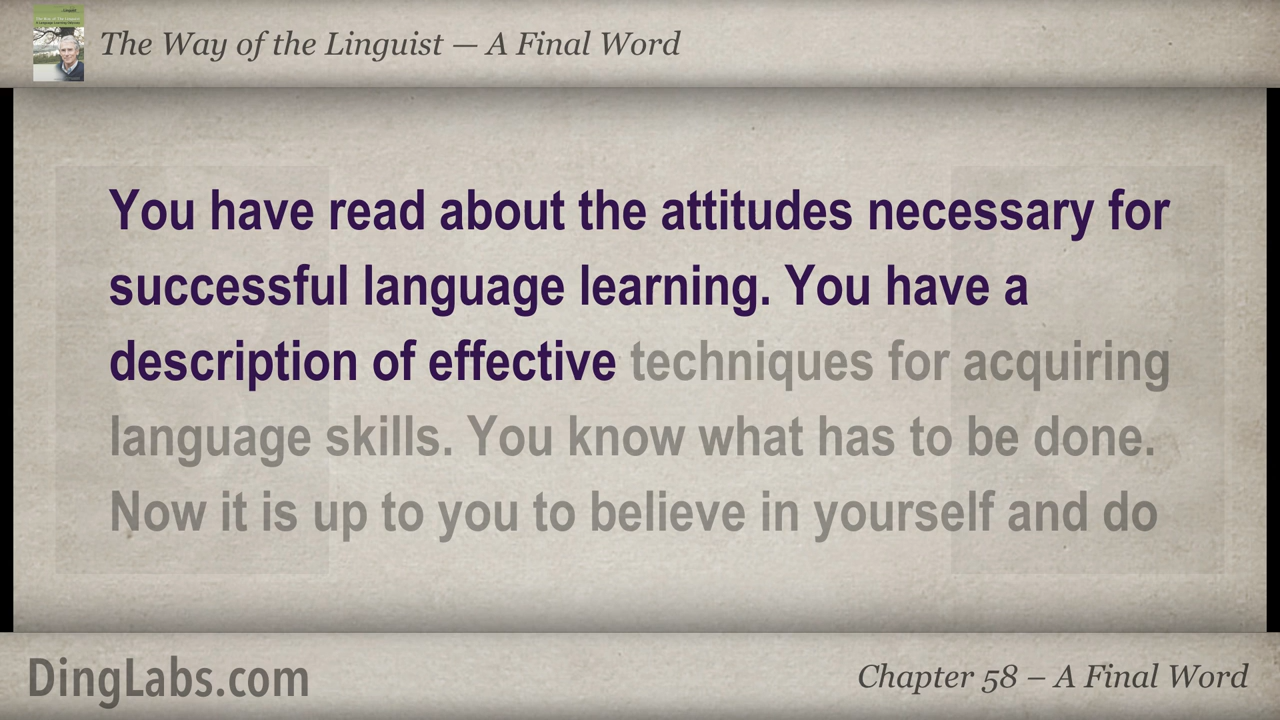 The Way of the Linguist — A Final Word
You have read about the attitudes necessary for
successful language learning. You have a
description of effective techniques for acquiring
language skills. You know what has to be done.
Now it is up to you to believe in yourself and do
DingLabs.com
Chapter 58 – A Final Word